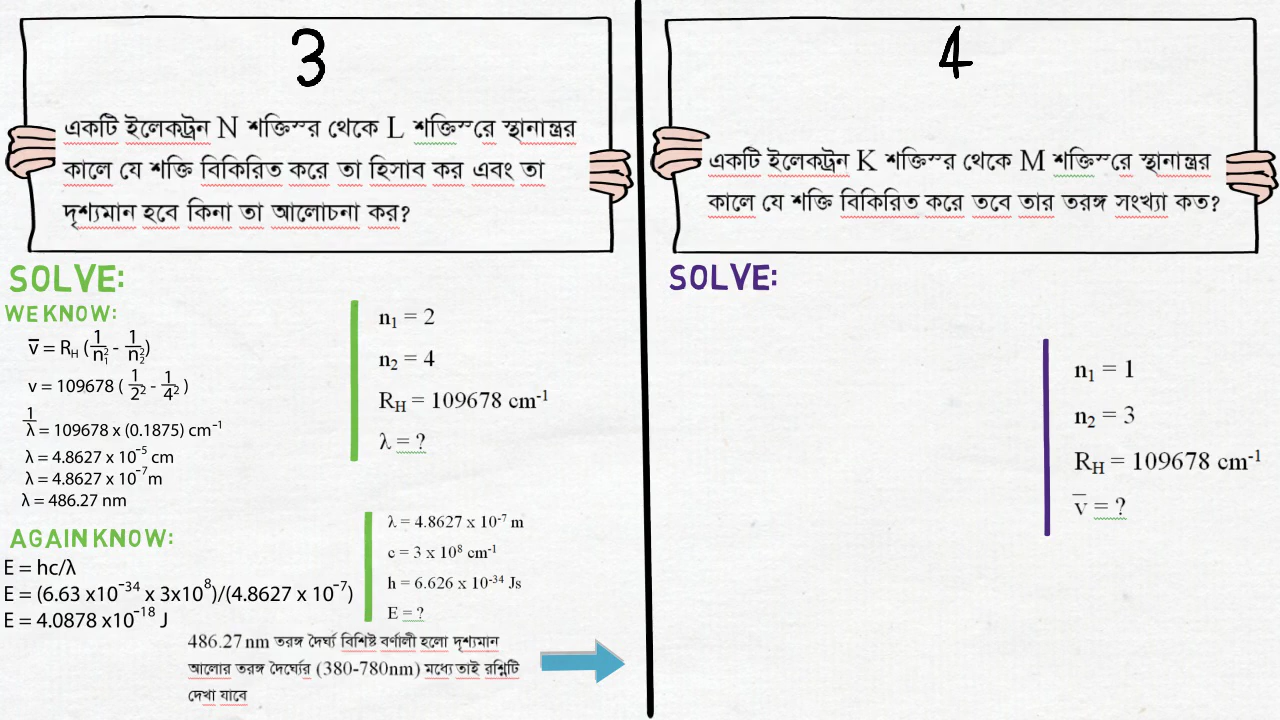 3
একটি ইলেকট্রন N শক্তিস্তর থেকে L শক্তিস্তরে স্থানান্তর
কালে যে শক্তি বিকিরিত করে তা হিসাব কর এবং তা
দৃশ্যমান হবে কিনা তা আলোচনা কর?
SOLVE:
WE KNOW:
v̅ = R_H (1/n₁² - 1/n₂²)
v = 109678 ( 1/2² - 1/4² )
1/λ = 109678 x (0.1875) cm⁻¹
λ = 4.8627 x 10⁻⁵ cm
λ = 4.8627 x 10⁻⁷ m
λ = 486.27 nm
n₁ = 2
n₂ = 4
R_H = 109678 cm⁻¹
λ = ?
AGAIN KNOW:
E = hc/λ
E = (6.63 x10⁻³⁴ x 3x10⁸)/(4.8627 x 10⁻⁷)
E = 4.0878 x10⁻¹⁸ J
λ = 4.8627 x 10⁻⁷ m
c = 3 x 10⁸ cm⁻¹
h = 6.626 x 10⁻³⁴ Js
E = ?
486.27 nm তরঙ্গ দৈর্ঘ্য বিশিষ্ট বর্ণালী হলো দৃশ্যমান
আলোর তরঙ্গ দৈর্ঘ্যের (380-780nm) মধ্যে তাই রশ্মিটি
দেখা যাবে
4
একটি ইলেকট্রন K শক্তিস্তর থেকে M শক্তিস্তরে স্থানান্তর
কালে যে শক্তি বিকিরিত করে তবে তার তরঙ্গ সংখ্যা কত?
SOLVE:
n₁ = 1
n₂ = 3
R_H = 109678 cm⁻¹
v̅ = ?